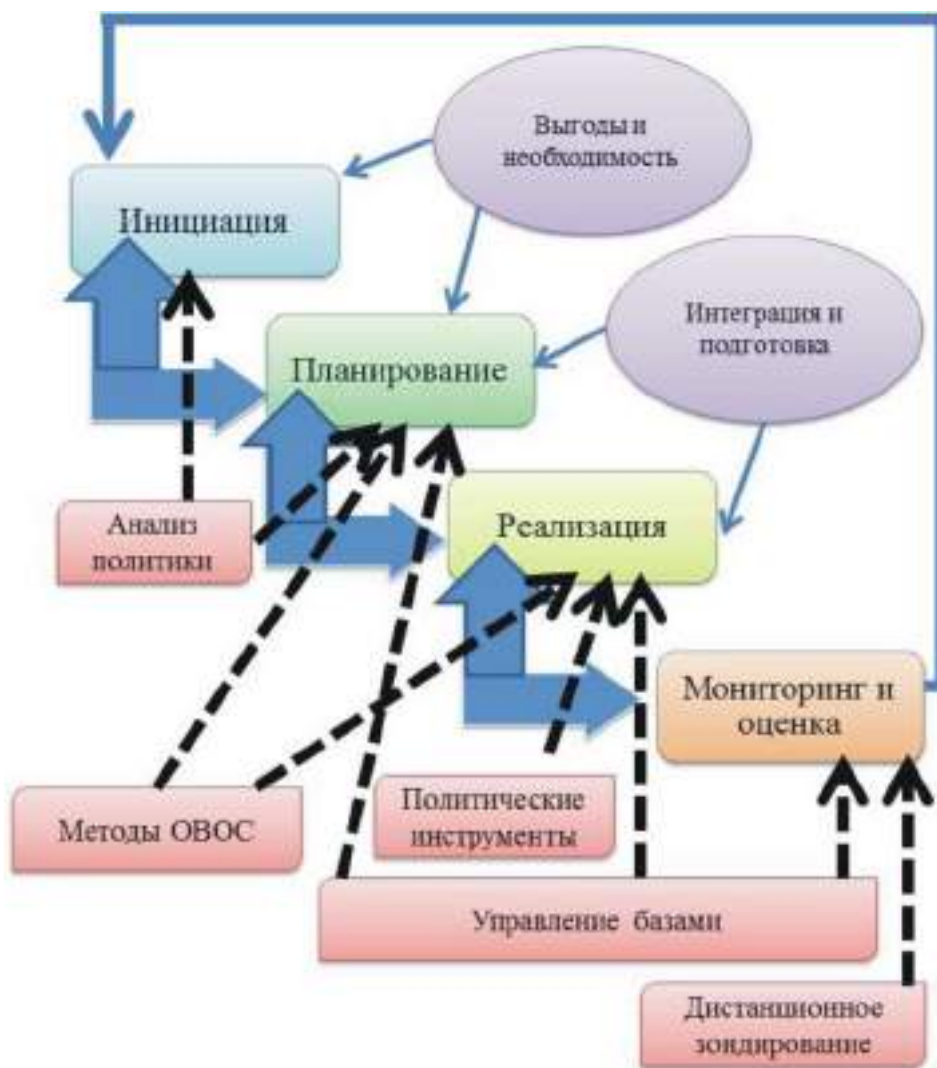 Выгоды и
необходимость
Инициация
Интеграция и
подготовка
Планирование
Анализ
политики
Реализация
Мониторинг и
оценка
Методы ОВОС
Политические
инструменты
Управление базами
Дистанционное
зондирование